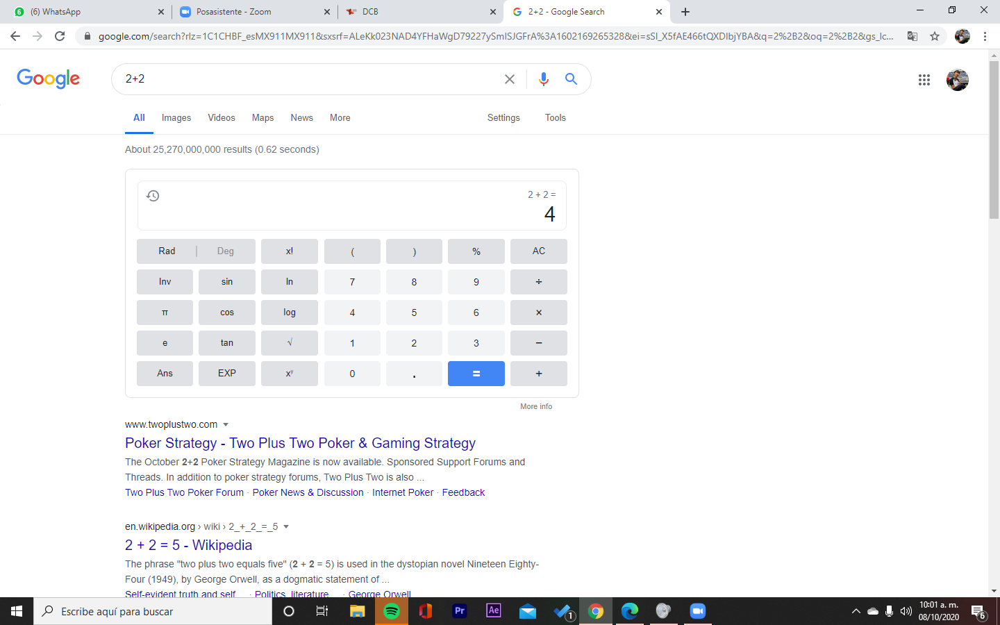 (6) WhatsApp
Posasistente - Zoom
DCB
2+2 - Google Search
google.com/search?rlz=1C1CHBF_esMX911MX911&sxsrf=ALeKk023NAD4YFHaWgD79227ySmISJGFrA%3A1602169265328&ei=sSl_X5fAE466tQXDIbjYBA&q=2%2B2&oq=2%2B2&gs_lc...
Google
2+2
All Images Videos Maps News More Settings Tools
About 25,270,000,000 results (0.62 seconds)
2 + 2 =
4
Rad | Deg x! ( ) % AC
Inv sin ln 7 8 9 ÷
π cos log 4 5 6 ×
e tan √ 1 2 3 −
Ans EXP xʸ 0 . = +
More info
www.twoplustwo.com
Poker Strategy - Two Plus Two Poker & Gaming Strategy
The October 2+2 Poker Strategy Magazine is now available. Sponsored Support Forums and
Threads. In addition to poker strategy forums, Two Plus Two is also ...
Two Plus Two Poker Forum · Poker News & Discussion · Internet Poker · Feedback
en.wikipedia.org › wiki › 2_+_2_=_5
2 + 2 = 5 - Wikipedia
The phrase "two plus two equals five" (2 + 2 = 5) is used in the dystopian novel Nineteen Eighty-
Four (1949), by George Orwell, as a dogmatic statement of ...
Self-evident truth and self ... · Politics, literature ... · George Orwell
Escribe aquí para buscar
Pr
Ae
1
10:01 a. m.
08/10/2020
6